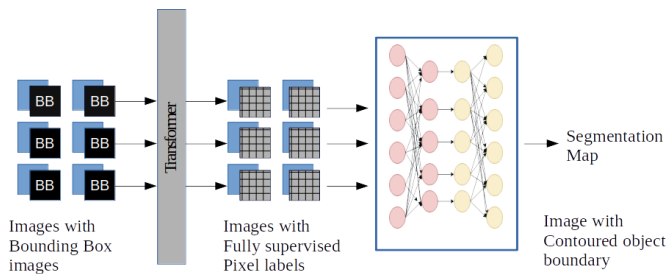 BB BB
BB BB
BB BB
Transformer
Images with
Bounding Box
images
Images with
Fully supervised
Pixel labels
Segmentation
Map
Image with
Contoured object
boundary